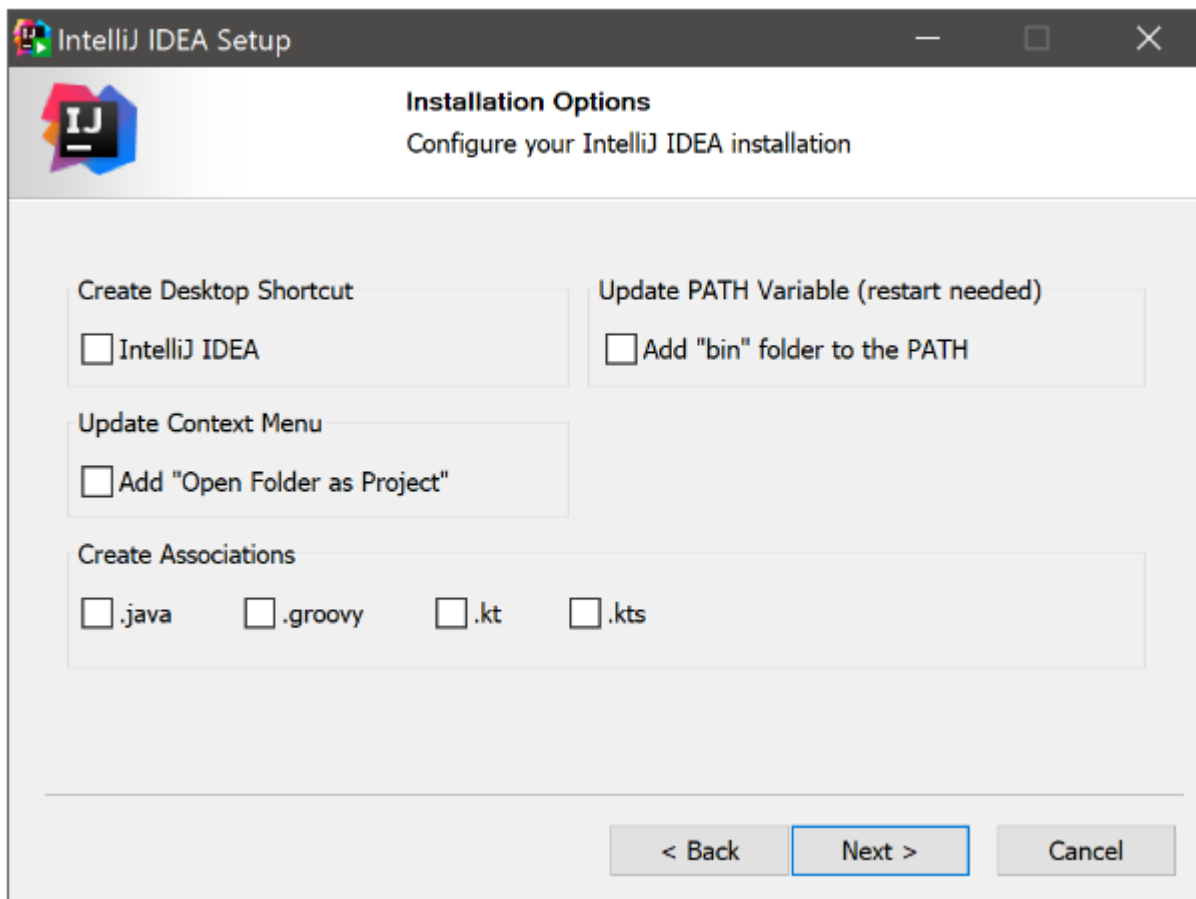 IntelliJ IDEA Setup
IJ
Installation Options
Configure your IntelliJ IDEA installation
Create Desktop Shortcut
IntelliJ IDEA
Update PATH Variable (restart needed)
Add "bin" folder to the PATH
Update Context Menu
Add "Open Folder as Project"
Create Associations
.java .groovy .kt .kts
< Back Next > Cancel